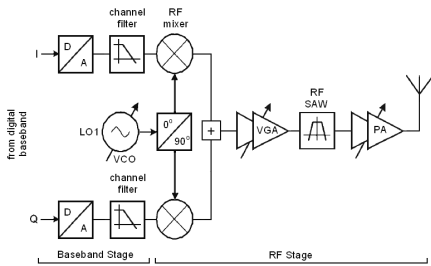 channel
filter
RF
mixer
I
D
A
from digital
baseband
LO1
VCO
0°
90°
+
VGA
RF
SAW
PA
channel
filter
Q
D
A
Baseband Stage
RF Stage